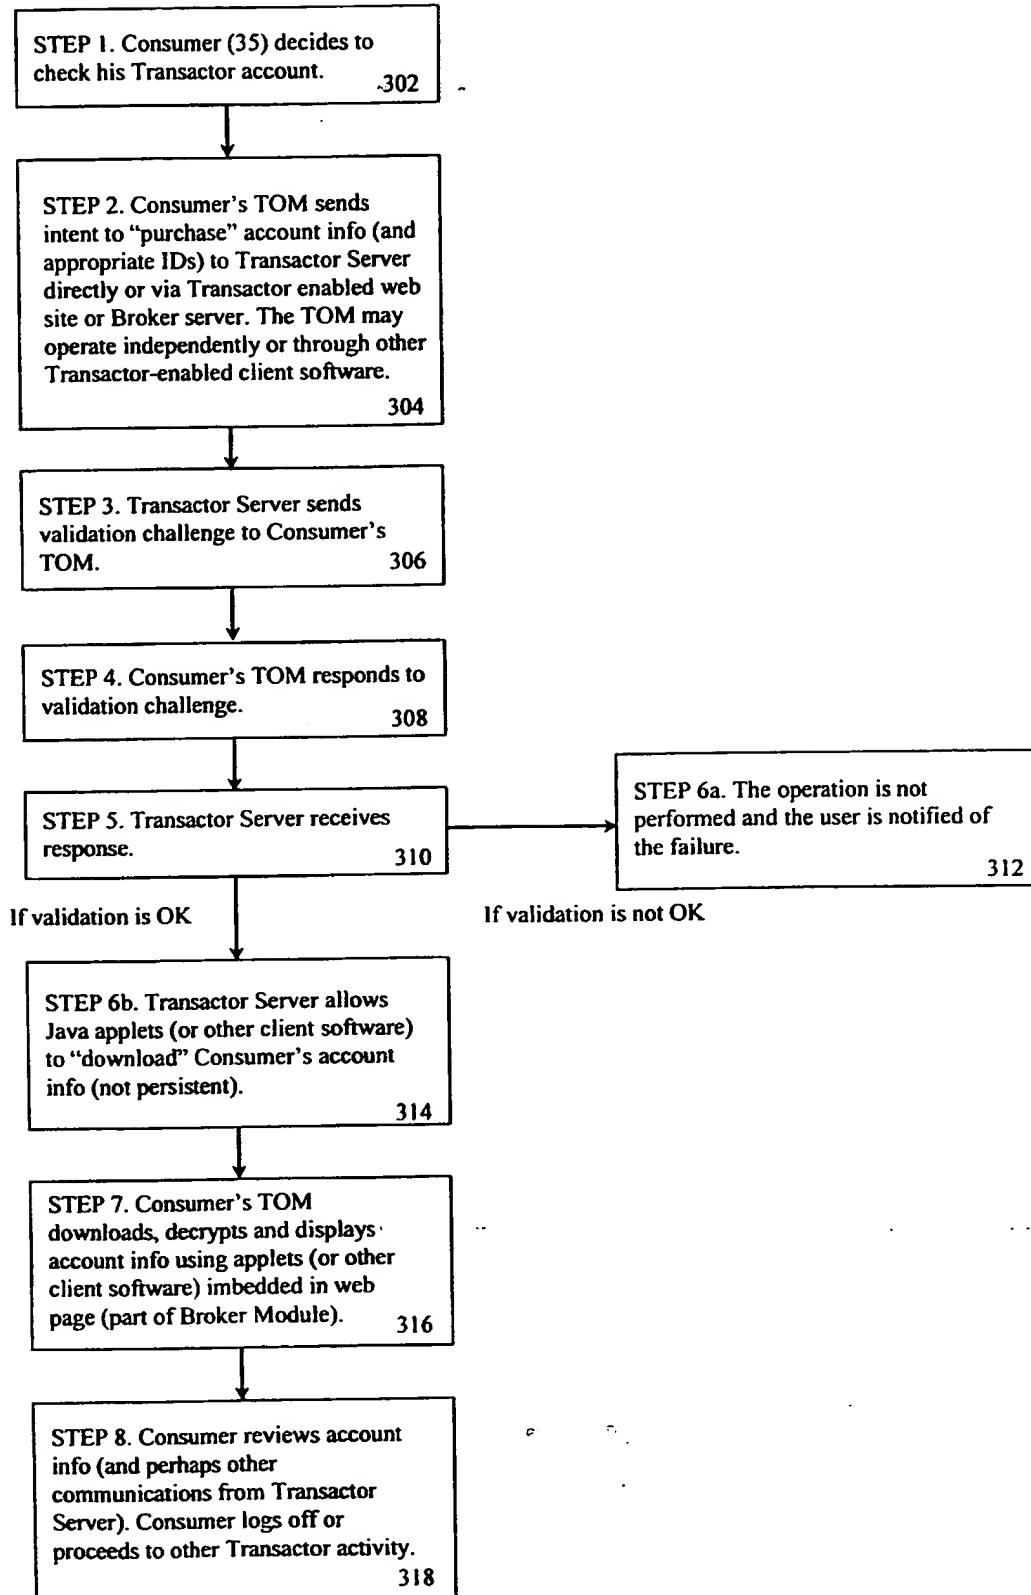 STEP 1. Consumer (35) decides to
check his Transactor account.
302
STEP 2. Consumer's TOM sends
intent to "purchase" account info (and
appropriate IDs) to Transactor Server
directly or via Transactor enabled web
site or Broker server. The TOM may
operate independently or through other
Transactor-enabled client software.
304
STEP 3. Transactor Server sends
validation challenge to Consumer's
TOM.
306
STEP 4. Consumer's TOM responds to
validation challenge.
308
STEP 5. Transactor Server receives
response.
310
STEP 6a. The operation is not
performed and the user is notified of
the failure.
312
If validation is OK
If validation is not OK
STEP 6b. Transactor Server allows
Java applets (or other client software)
to "download" Consumer's account
info (not persistent).
314
STEP 7. Consumer's TOM
downloads, decrypts and displays
account info using applets (or other
client software) imbedded in web
page (part of Broker Module).
316
STEP 8. Consumer reviews account
info (and perhaps other
communications from Transactor
Server). Consumer logs off or
proceeds to other Transactor activity.
318